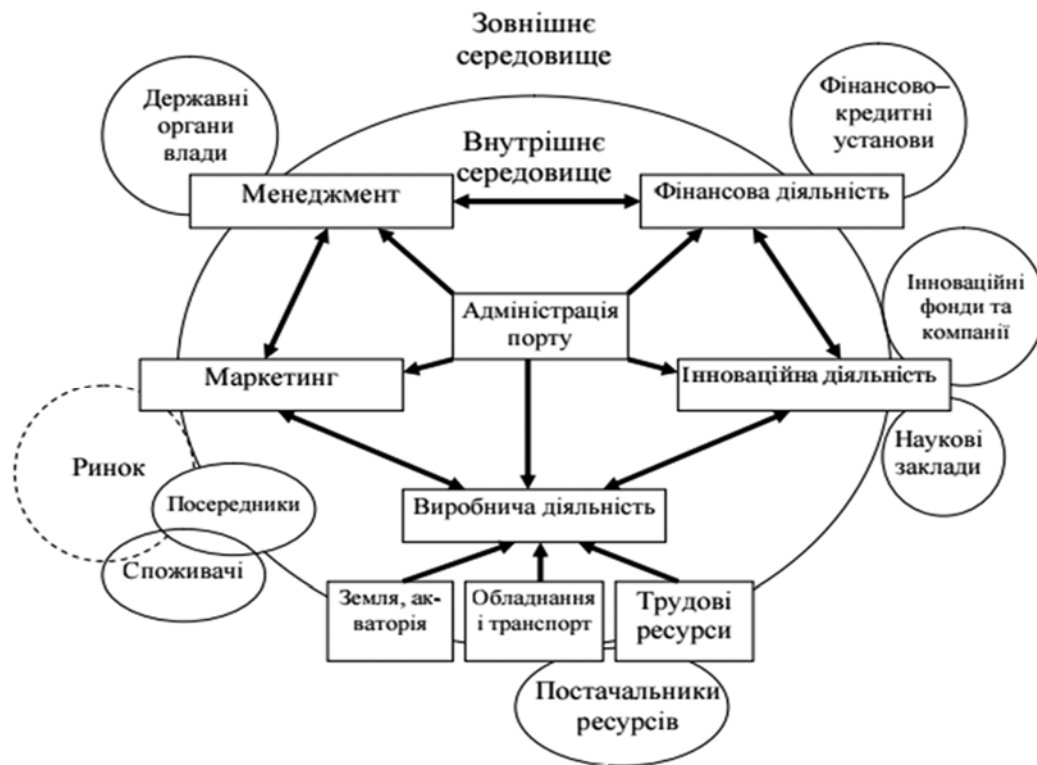 Зовнішнє
середовище
Державні
органи
влади
Фінансово–
кредитні
установи
Внутрішнє
середовище
Менеджмент
Фінансова діяльність
Адміністрація
порту
Інноваційні
фонди та
компанії
Маркетинг
Інноваційна діяльність
Ринок
Посередники
Споживачі
Наукові
заклади
Виробнича діяльність
Земля, ак-
ваторія
Обладнання
і транспорт
Трудові
ресурси
Постачальники
ресурсів